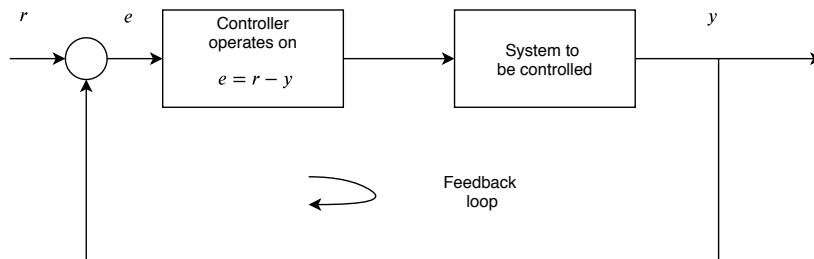 r
e
Controller
operates on
e = r − y
System to
be controlled
y
Feedback
loop